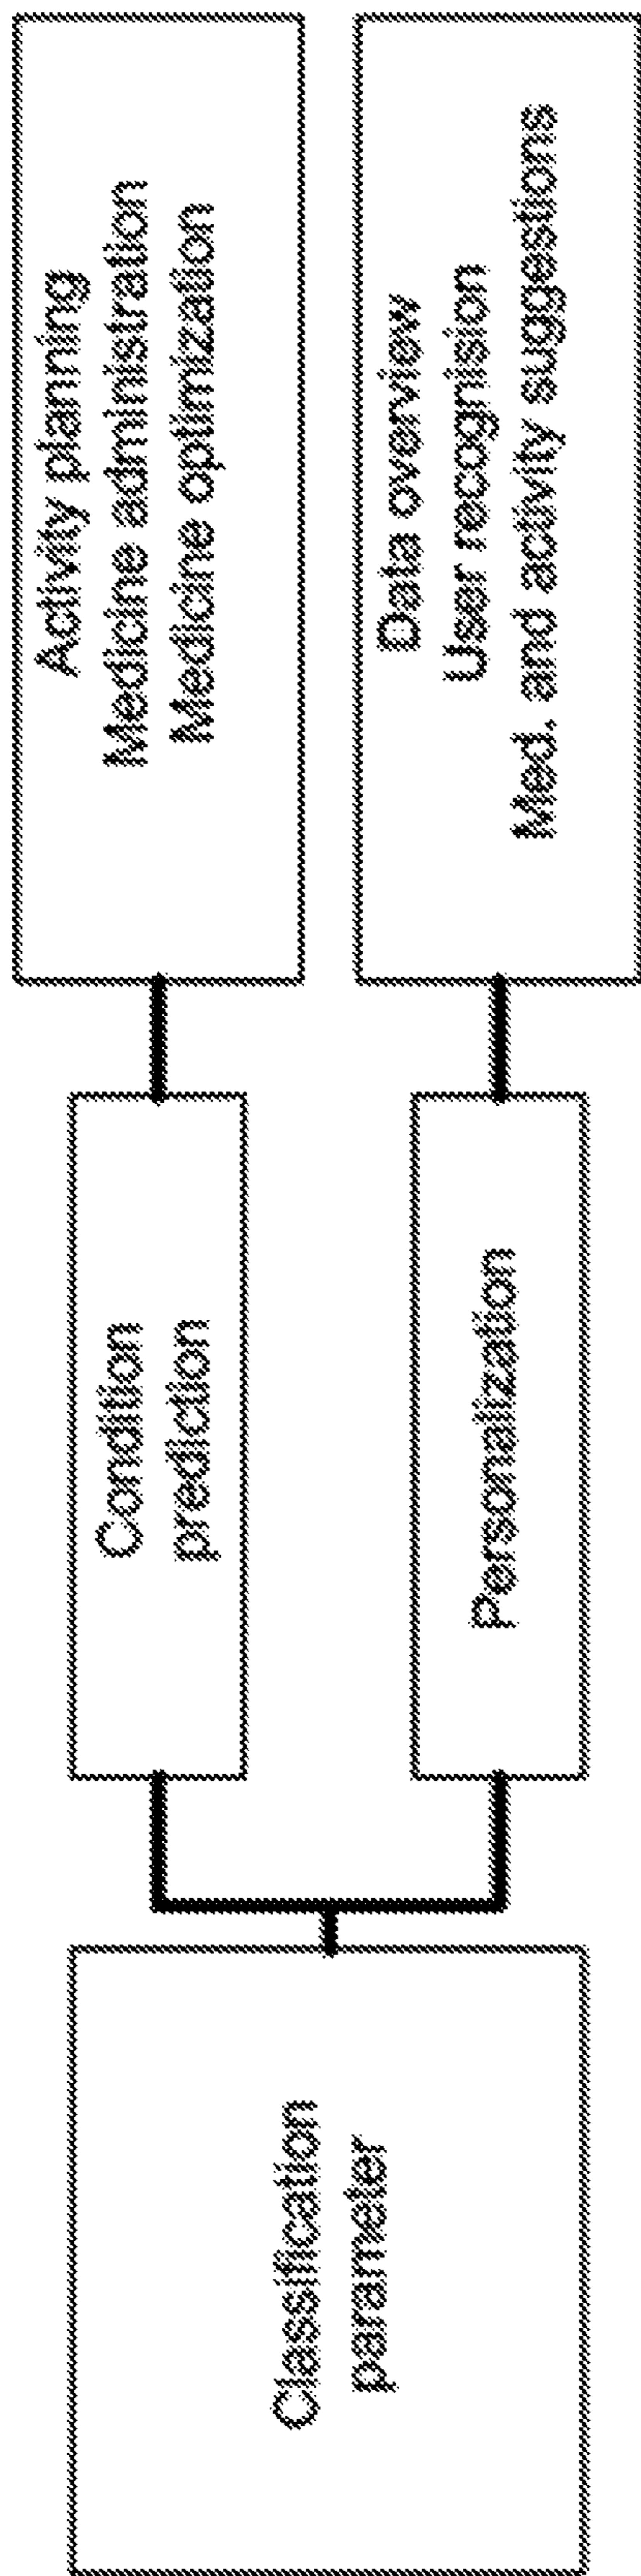 Classification
parameter
Condition
prediction
Personalization
Activity planning
Medicine administration
Medicine optimization
Data overview
User recognision
Med. and activity suggestions